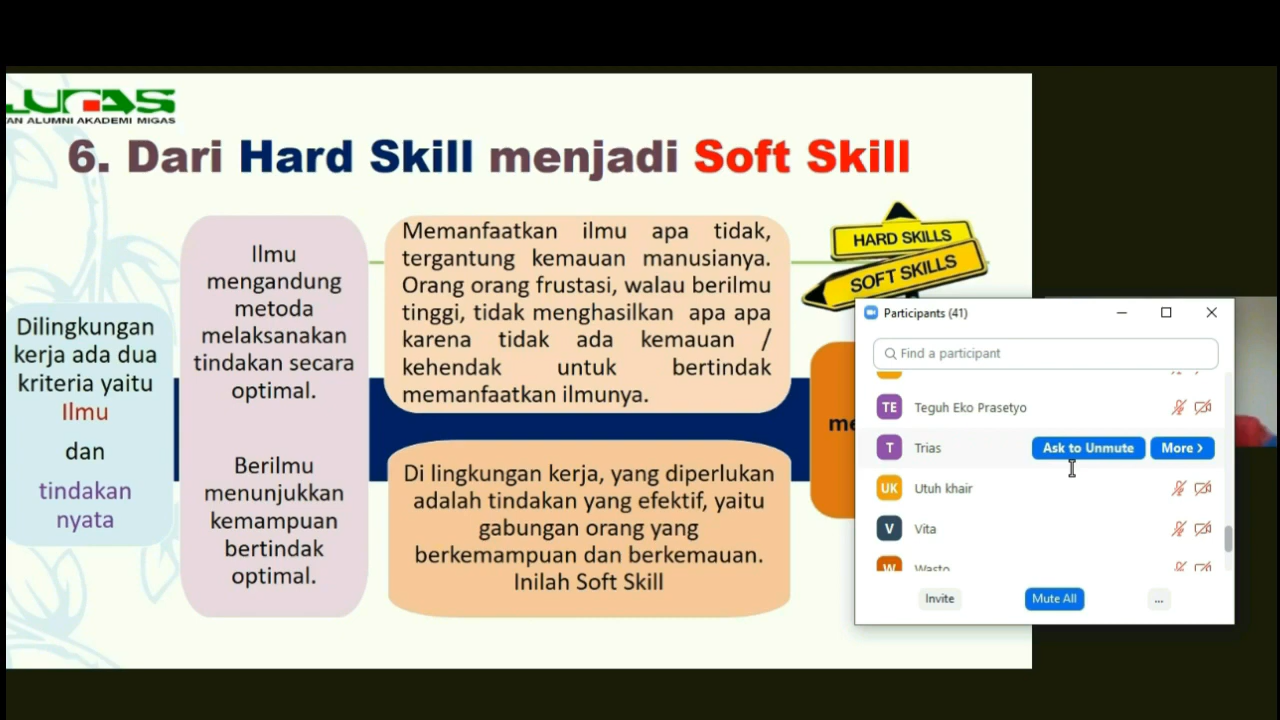 AN ALUMNI AKADEMI MIGAS
6. Dari Hard Skill menjadi Soft Skill
Dilingkungan
kerja ada dua
kriteria yaitu
Ilmu
dan
tindakan
nyata
Ilmu
mengandung
metoda
melaksanakan
tindakan secara
optimal.
Berilmu
menunjukkan
kemampuan
bertindak
optimal.
Memanfaatkan ilmu apa tidak,
tergantung kemauan manusianya.
Orang orang frustasi, walau berilmu
tinggi, tidak menghasilkan apa apa
karena tidak ada kemauan /
kehendak untuk bertindak
memanfaatkan ilmunya.
Di lingkungan kerja, yang diperlukan
adalah tindakan yang efektif, yaitu
gabungan orang yang
berkemampuan dan berkemauan.
Inilah Soft Skill
HARD SKILLS
SOFT SKILLS
me
Participants (41)
Find a participant
TE Teguh Eko Prasetyo
T Trias Ask to Unmute More >
UK Utuh khair
V Vita
W Wasto
Invite Mute All ...